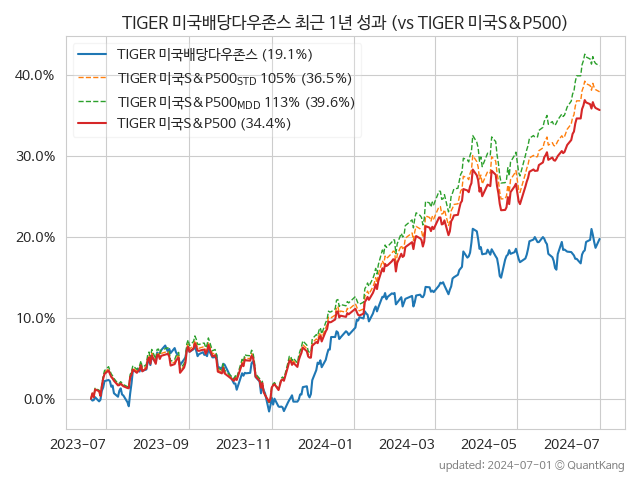 TIGER 미국배당다우존스 최근 1년 성과 (vs TIGER 미국S&P500)
TIGER 미국배당다우존스 (19.1%)
TIGER 미국S&P500STD 105% (36.5%)
TIGER 미국S&P500MDD 113% (39.6%)
TIGER 미국S&P500 (34.4%)
40.0%
30.0%
20.0%
10.0%
0.0%
2023-07 2023-09 2023-11 2024-01 2024-03 2024-05 2024-07
updated: 2024-07-01 © QuantKang